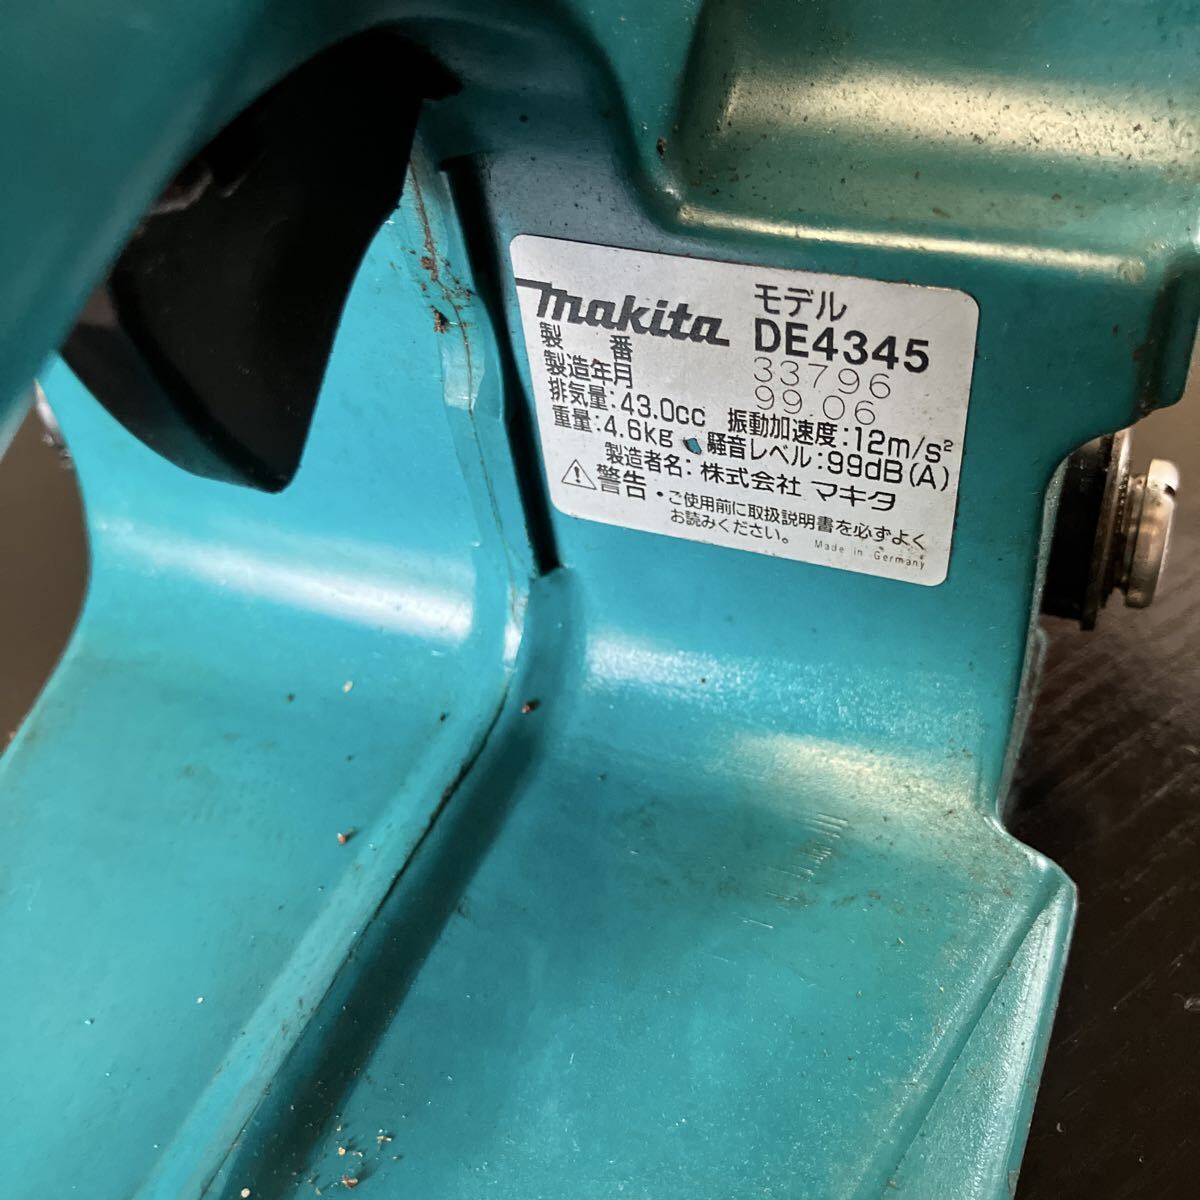 makita モデル
DE4345
製 番 33796
製造年月 99 06
排気量:43.0cc 振動加速度:12m/s²
重量:4.6kg 騒音レベル:99dB(A)
製造者名: 株式会社 マキタ
警告・ご使用前に取扱説明書を必ずよく
お読みください。
Made in Germany